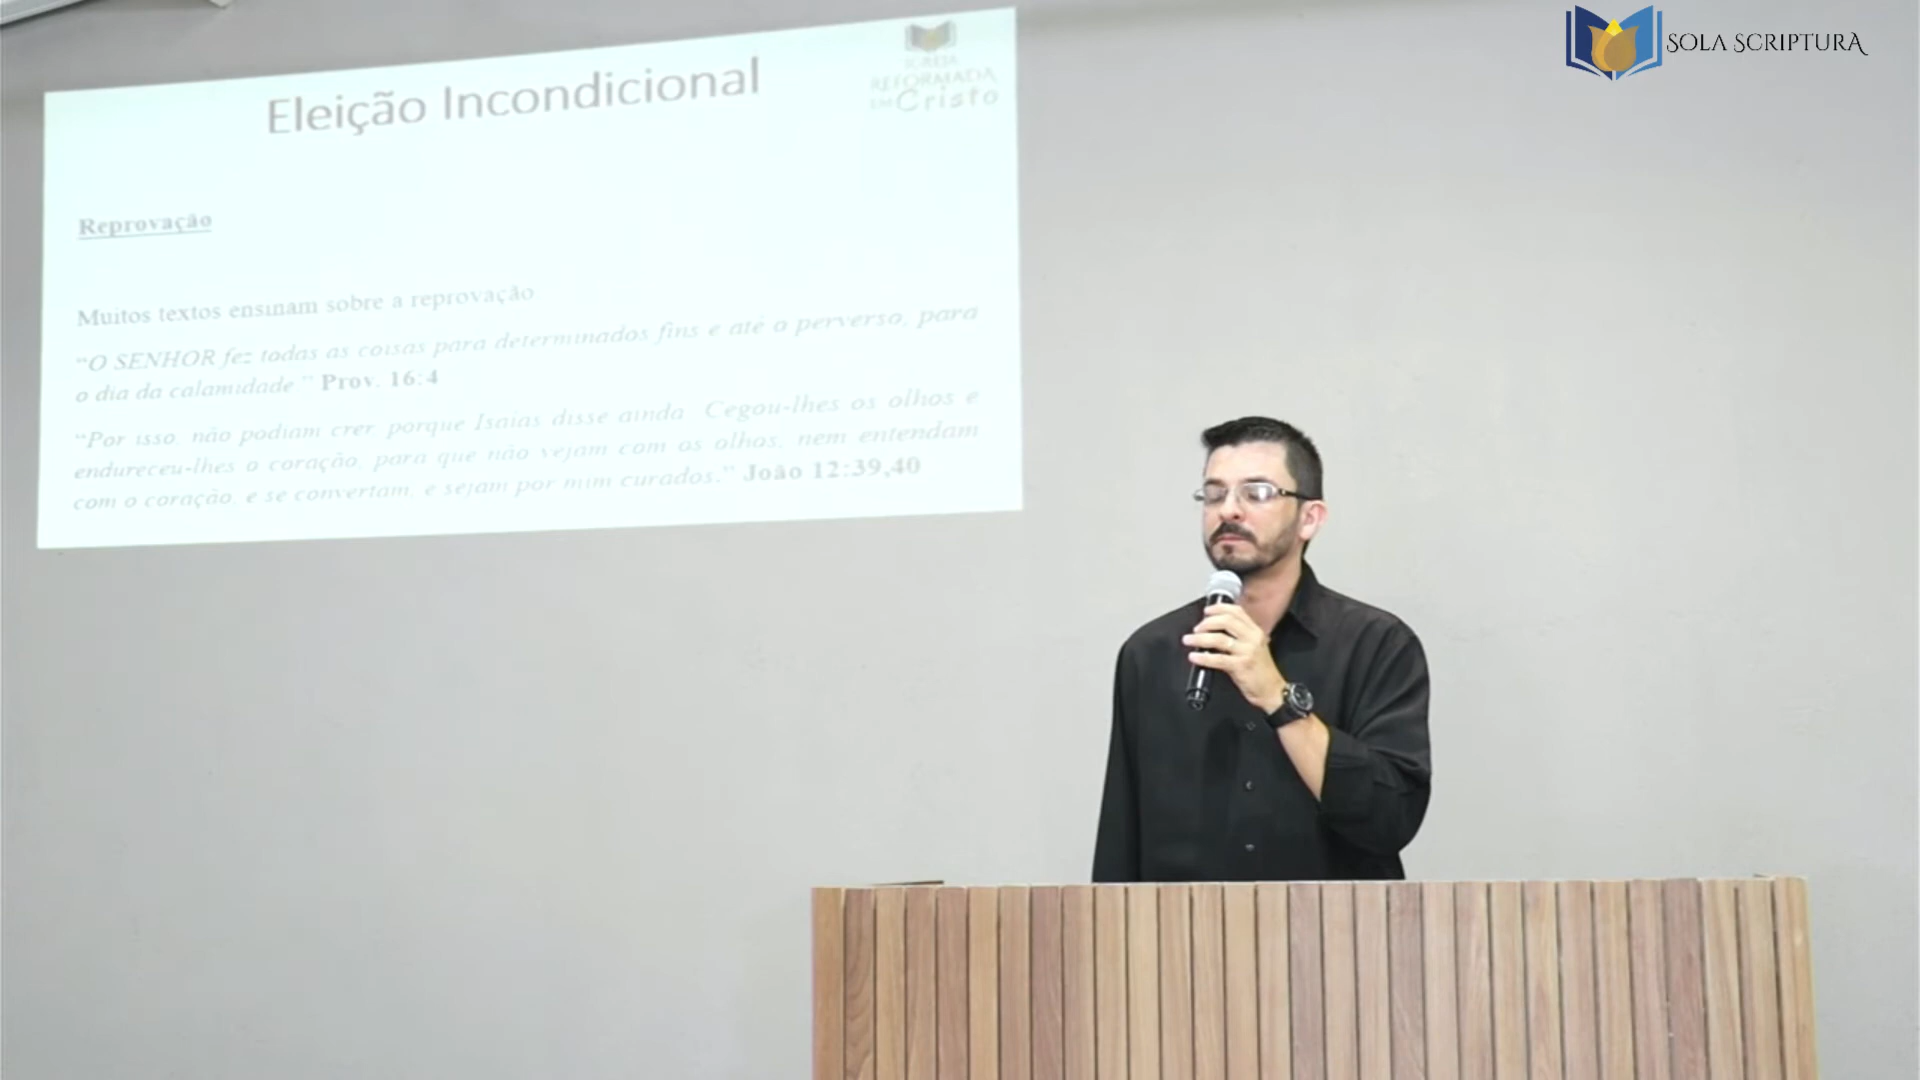 SOLA SCRIPTURA
Eleição Incondicional
IGREJA
REFORMADA
EM Cristo
Reprovação
Muitos textos ensinam sobre a reprovação
“O SENHOR fez todas as coisas para determinados fins e até o perverso, para
o dia da calamidade.” Prov. 16:4
“Por isso, não podiam crer, porque Isaías disse ainda: Cegou-lhes os olhos e
endureceu-lhes o coração, para que não vejam com os olhos, nem entendam
com o coração, e se convertam, e sejam por mim curados.” João 12:39,40